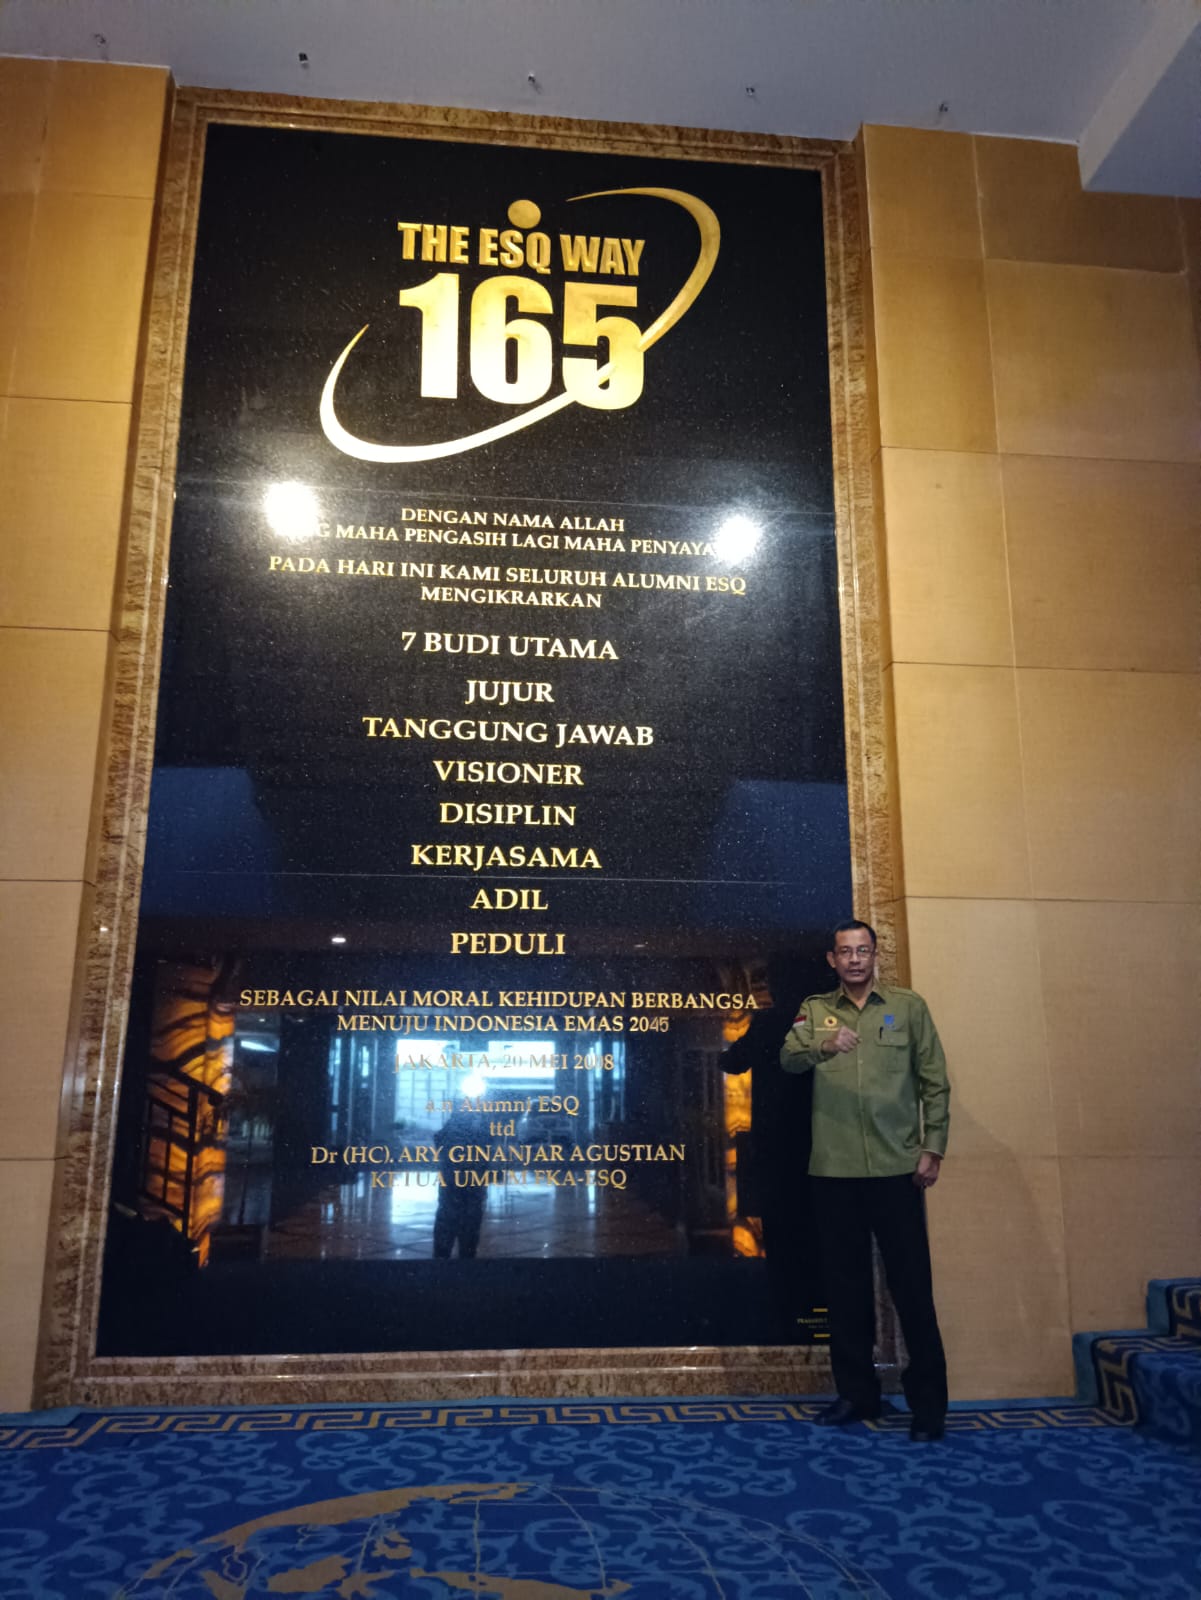 THE ESQ WAY
165
DENGAN NAMA ALLAH
MAHA PENGASIH LAGI MAHA
PADA HARI INI KAMI SELURUH ALUMNI ESQ
MENGIKRARKAN
7 BUDI UTAMA
JUJUR
TANGGUNG JAWAB
VISIONER
DISIPLIN
KERJASAMA
ADIL
PEDULI
SEBAGAI NILAI MORAL KEHIDUPAN BERBANGSA
MENUJU INDONESIA EMAS 2045
JAKARTA, 20 MEI
a.n Alumni ESQ
ttd
Dr (HC). ARY GINANJAR AGUSTIAN
KETUA UMUM FKA-ESQ